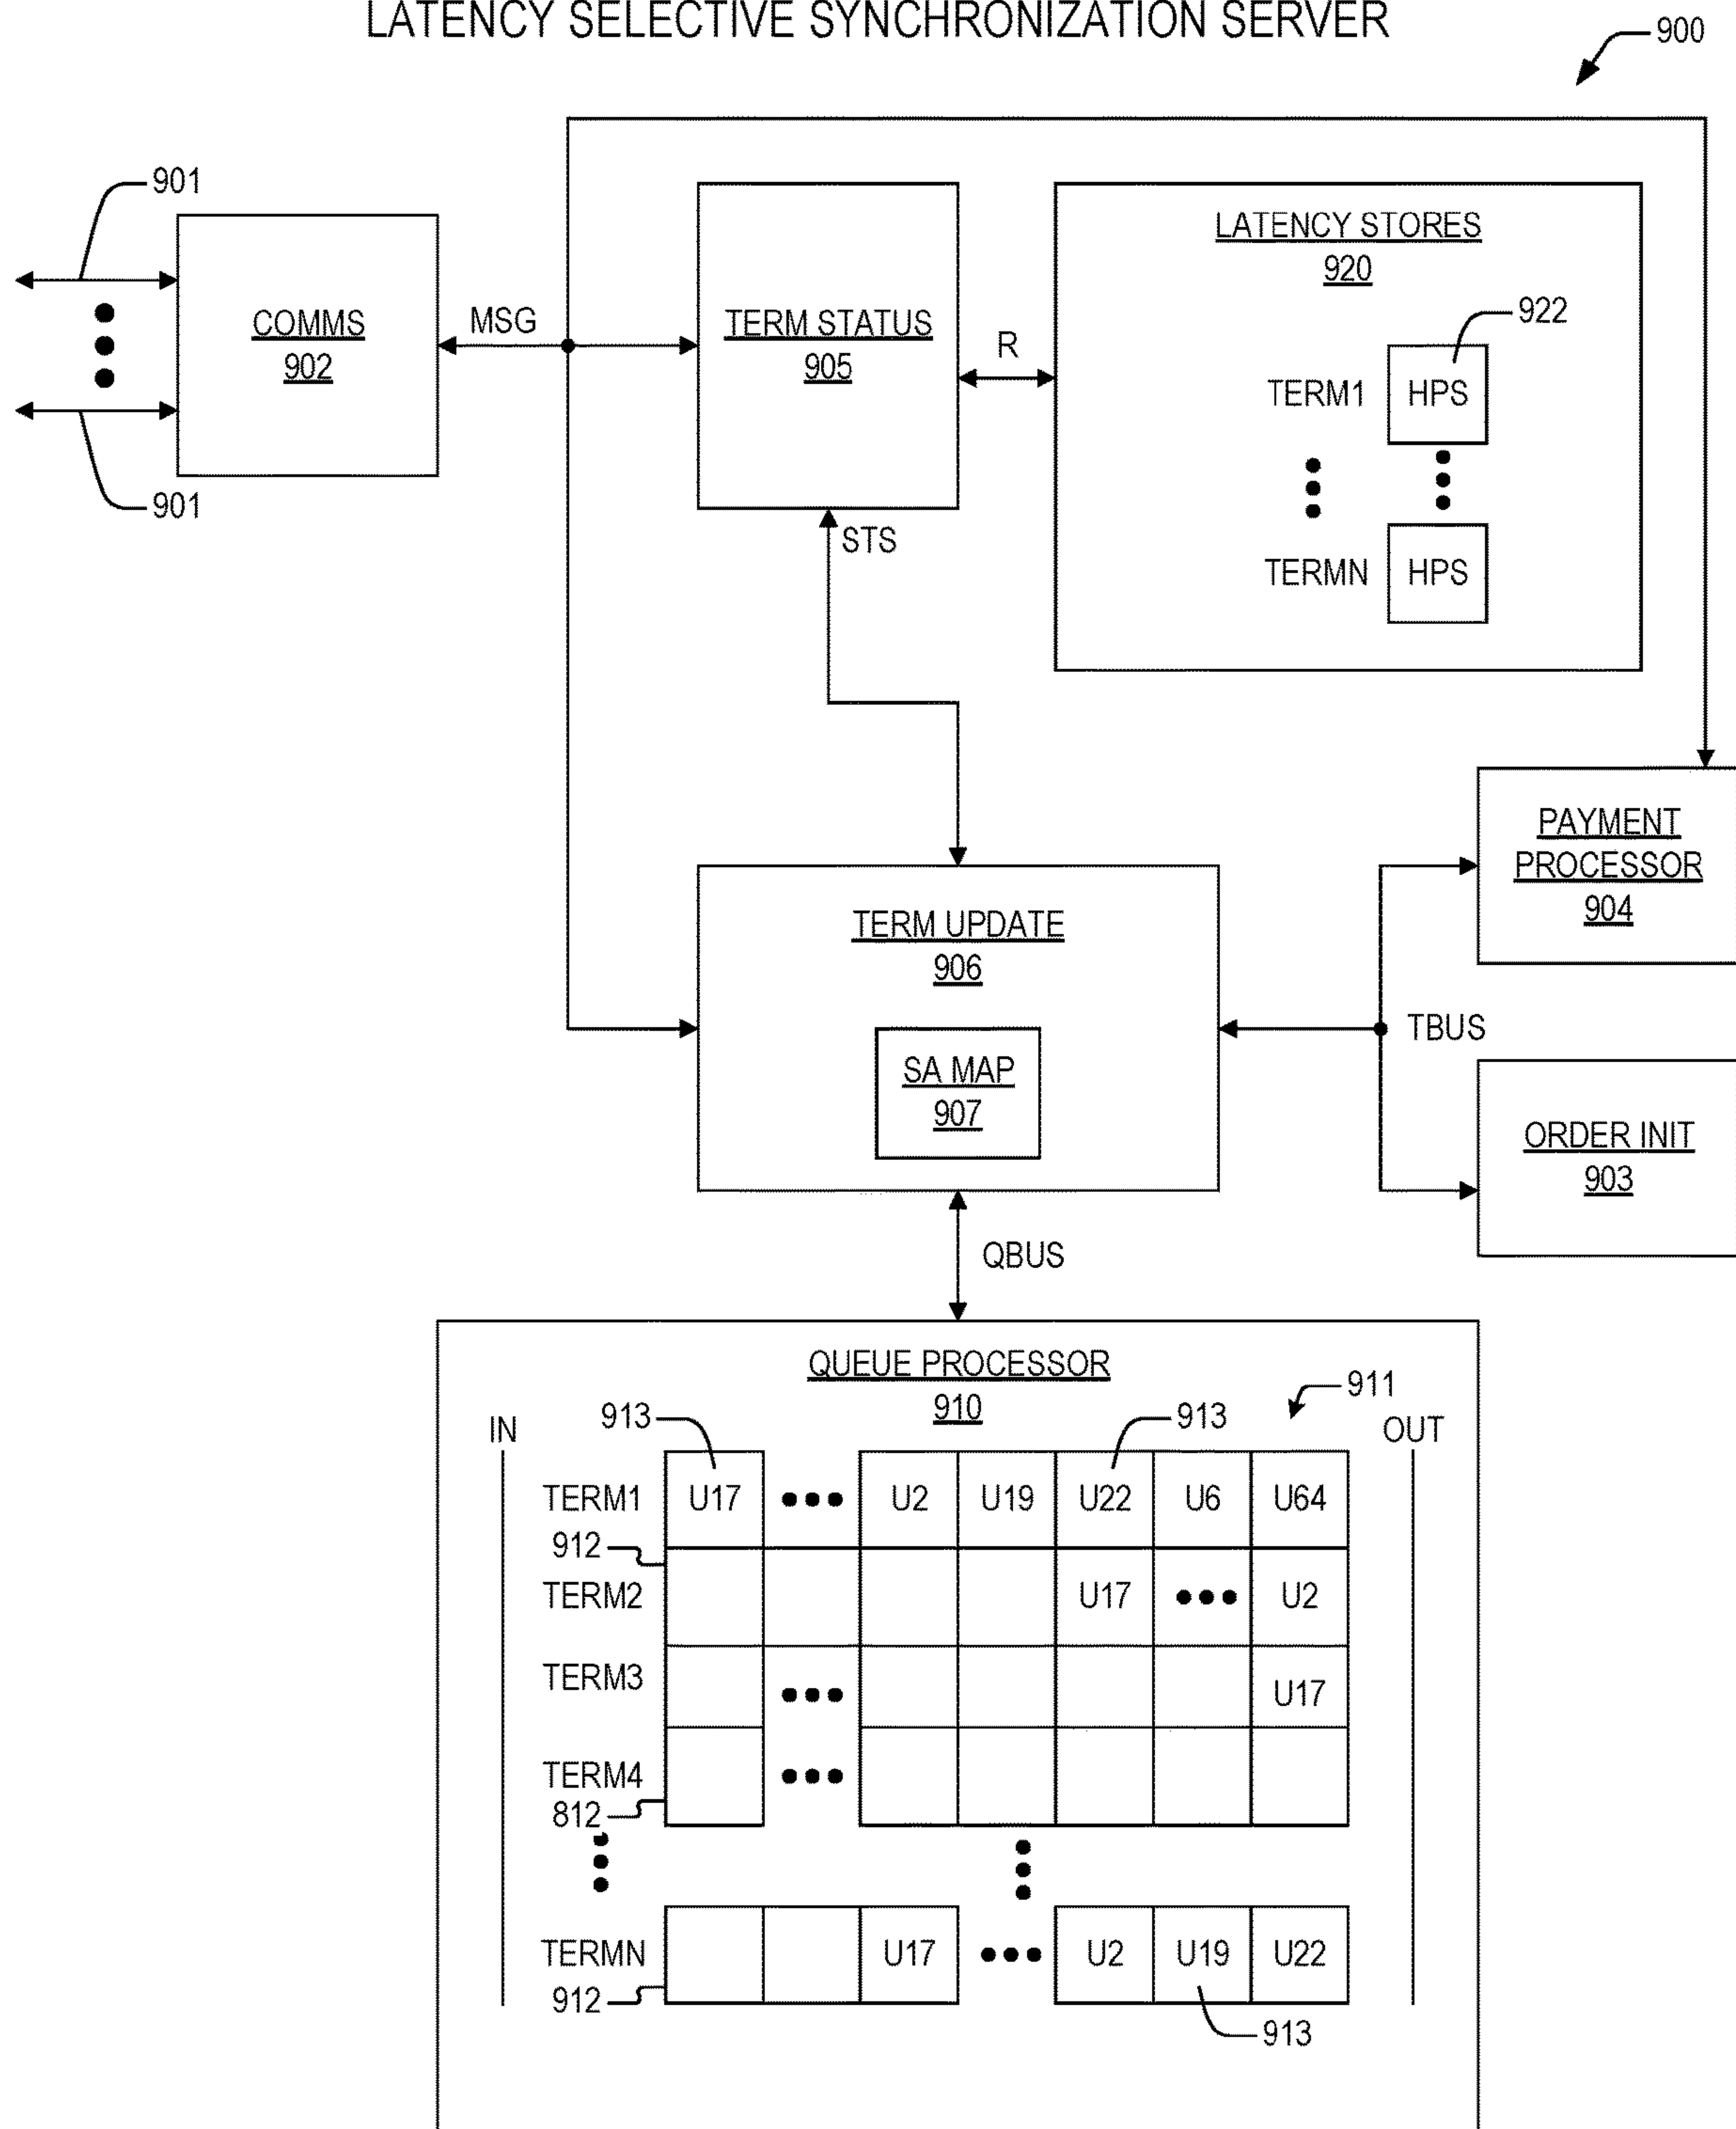 LATENCY SELECTIVE SYNCHRONIZATION SERVER
900
901
901
COMMS
902
MSG
TERM STATUS
905
R
LATENCY STORES
920
922
TERM1 HPS
TERMN HPS
STS
PAYMENT
PROCESSOR
904
TERM UPDATE
906
SA MAP
907
TBUS
ORDER INIT
903
QBUS
QUEUE PROCESSOR
910
911
913
913
IN
OUT
TERM1 U17 U2 U19 U22 U6 U64
912
TERM2 U17 U2
TERM3 U17
TERM4
812
TERMN U17 U2 U19 U22
912
913